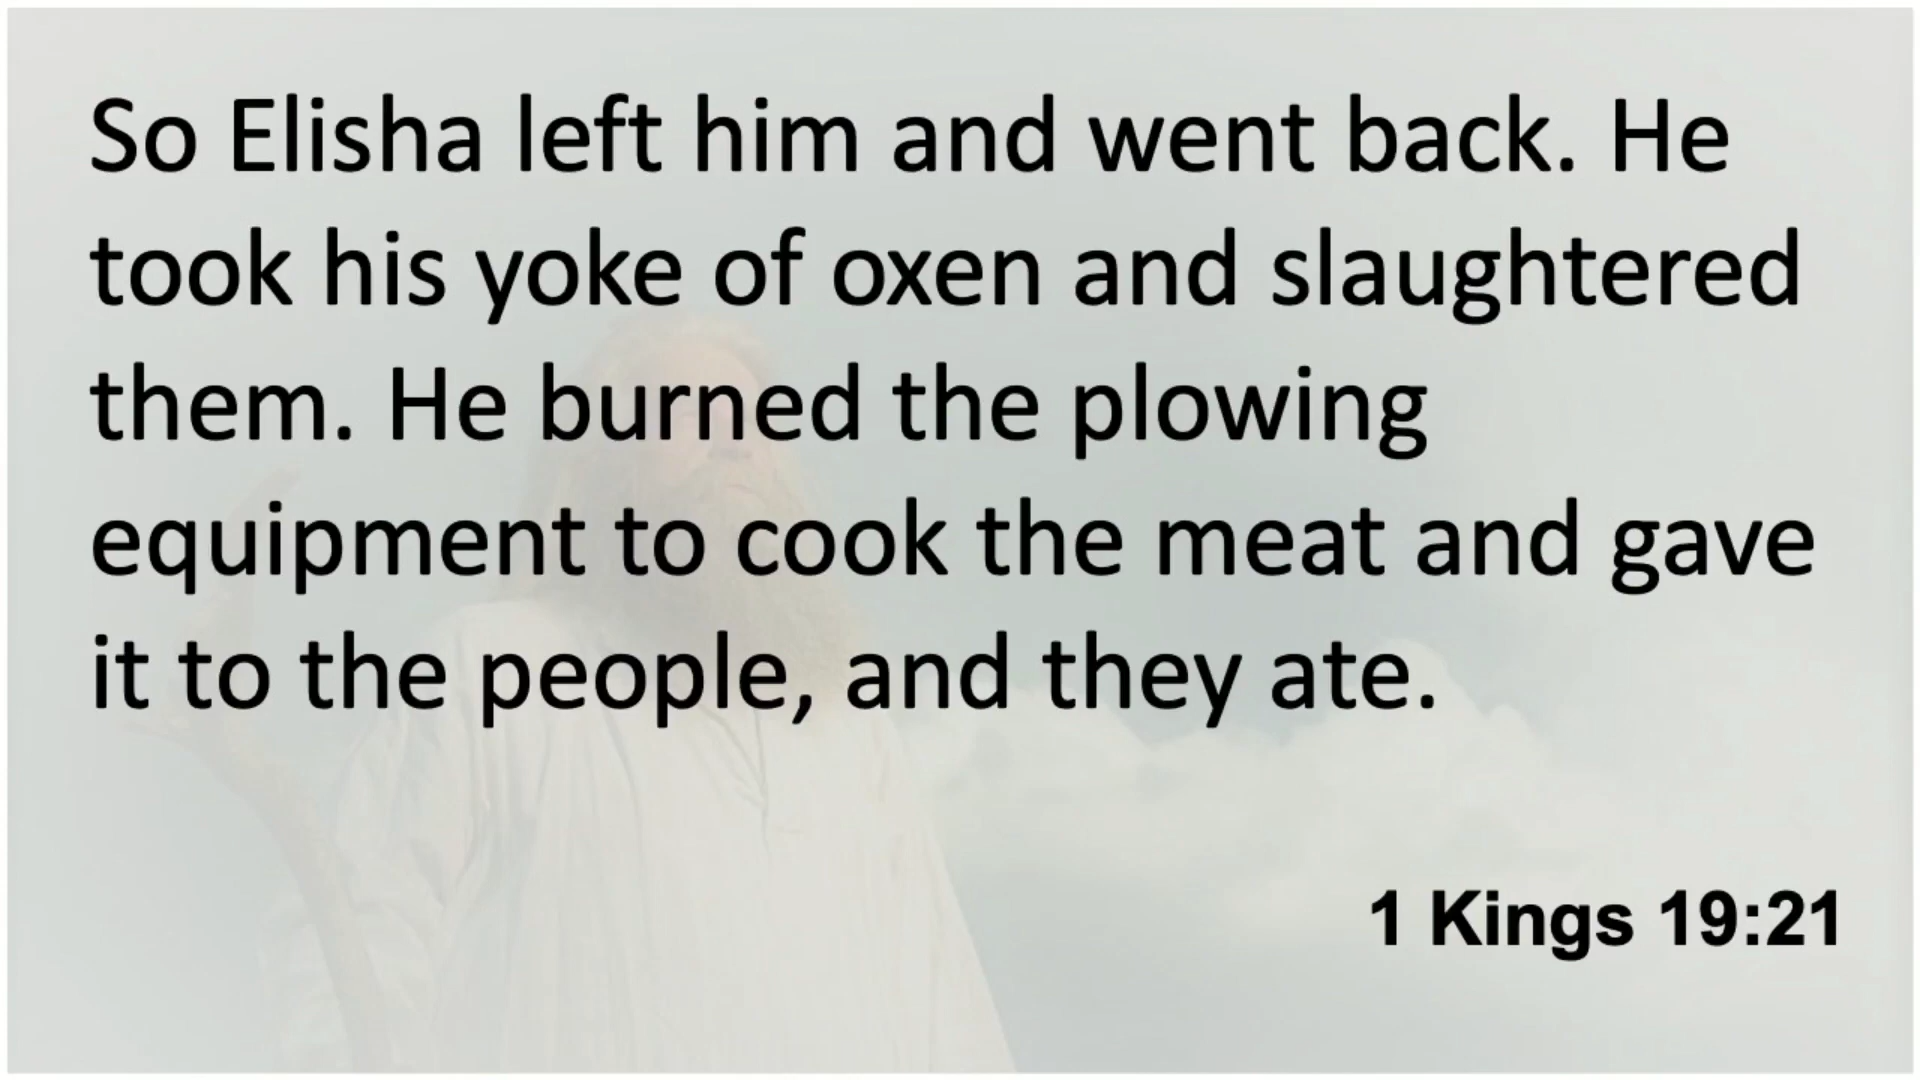 So Elisha left him and went back. He
took his yoke of oxen and slaughtered
them. He burned the plowing
equipment to cook the meat and gave
it to the people, and they ate.
1 Kings 19:21